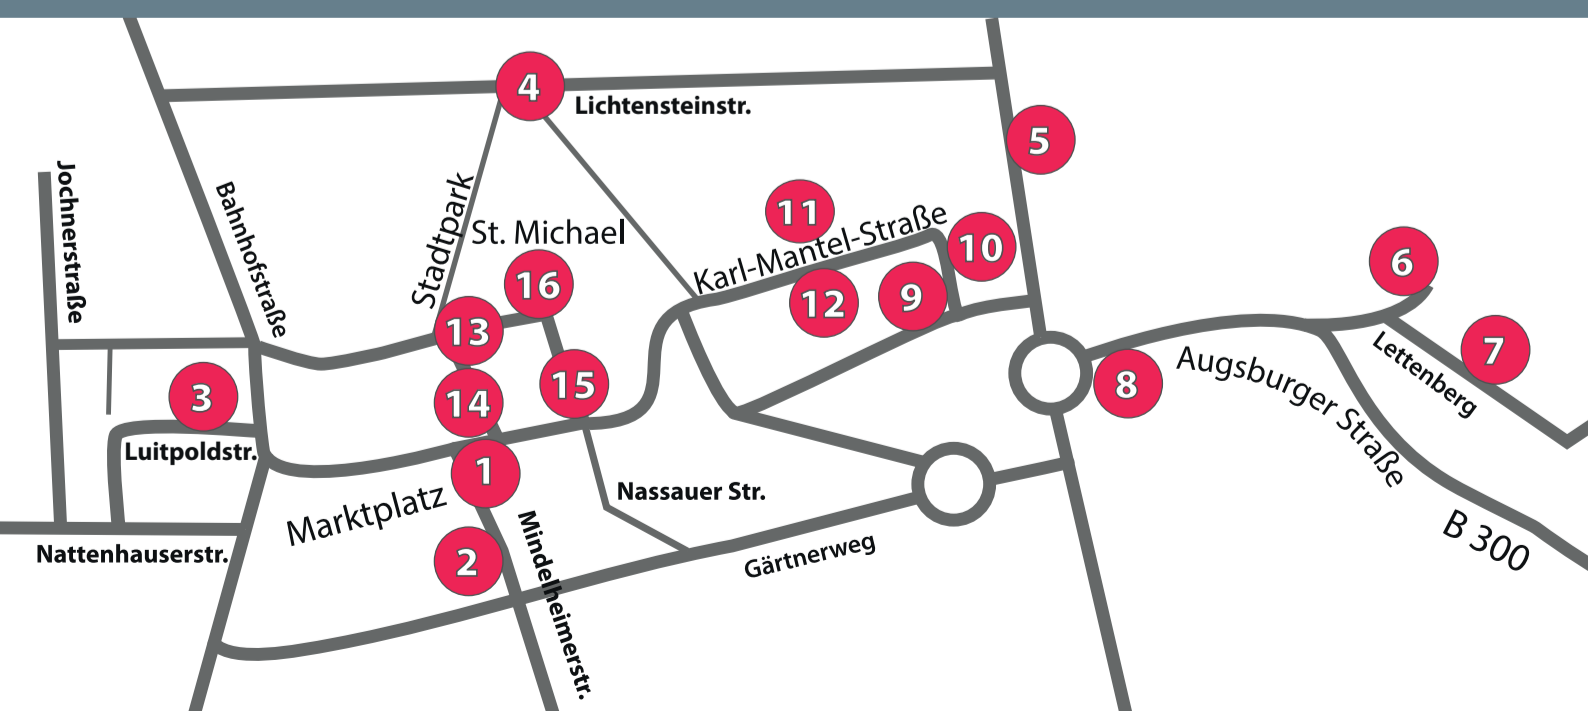 4
Lichtensteinstr.
5
Jochnerstraße
Bahnhofstraße
Stadtpark
St. Michael
11
Karl-Mantel-Straße
10
6
16
12
9
13
7
Lettenberg
3
14
15
8
Augsburger Straße
Luitpoldstr.
1
Marktplatz
Nassauer Str.
Mindelheimerstr.
B 300
Nattenhauserstr.
2
Gärtnerweg